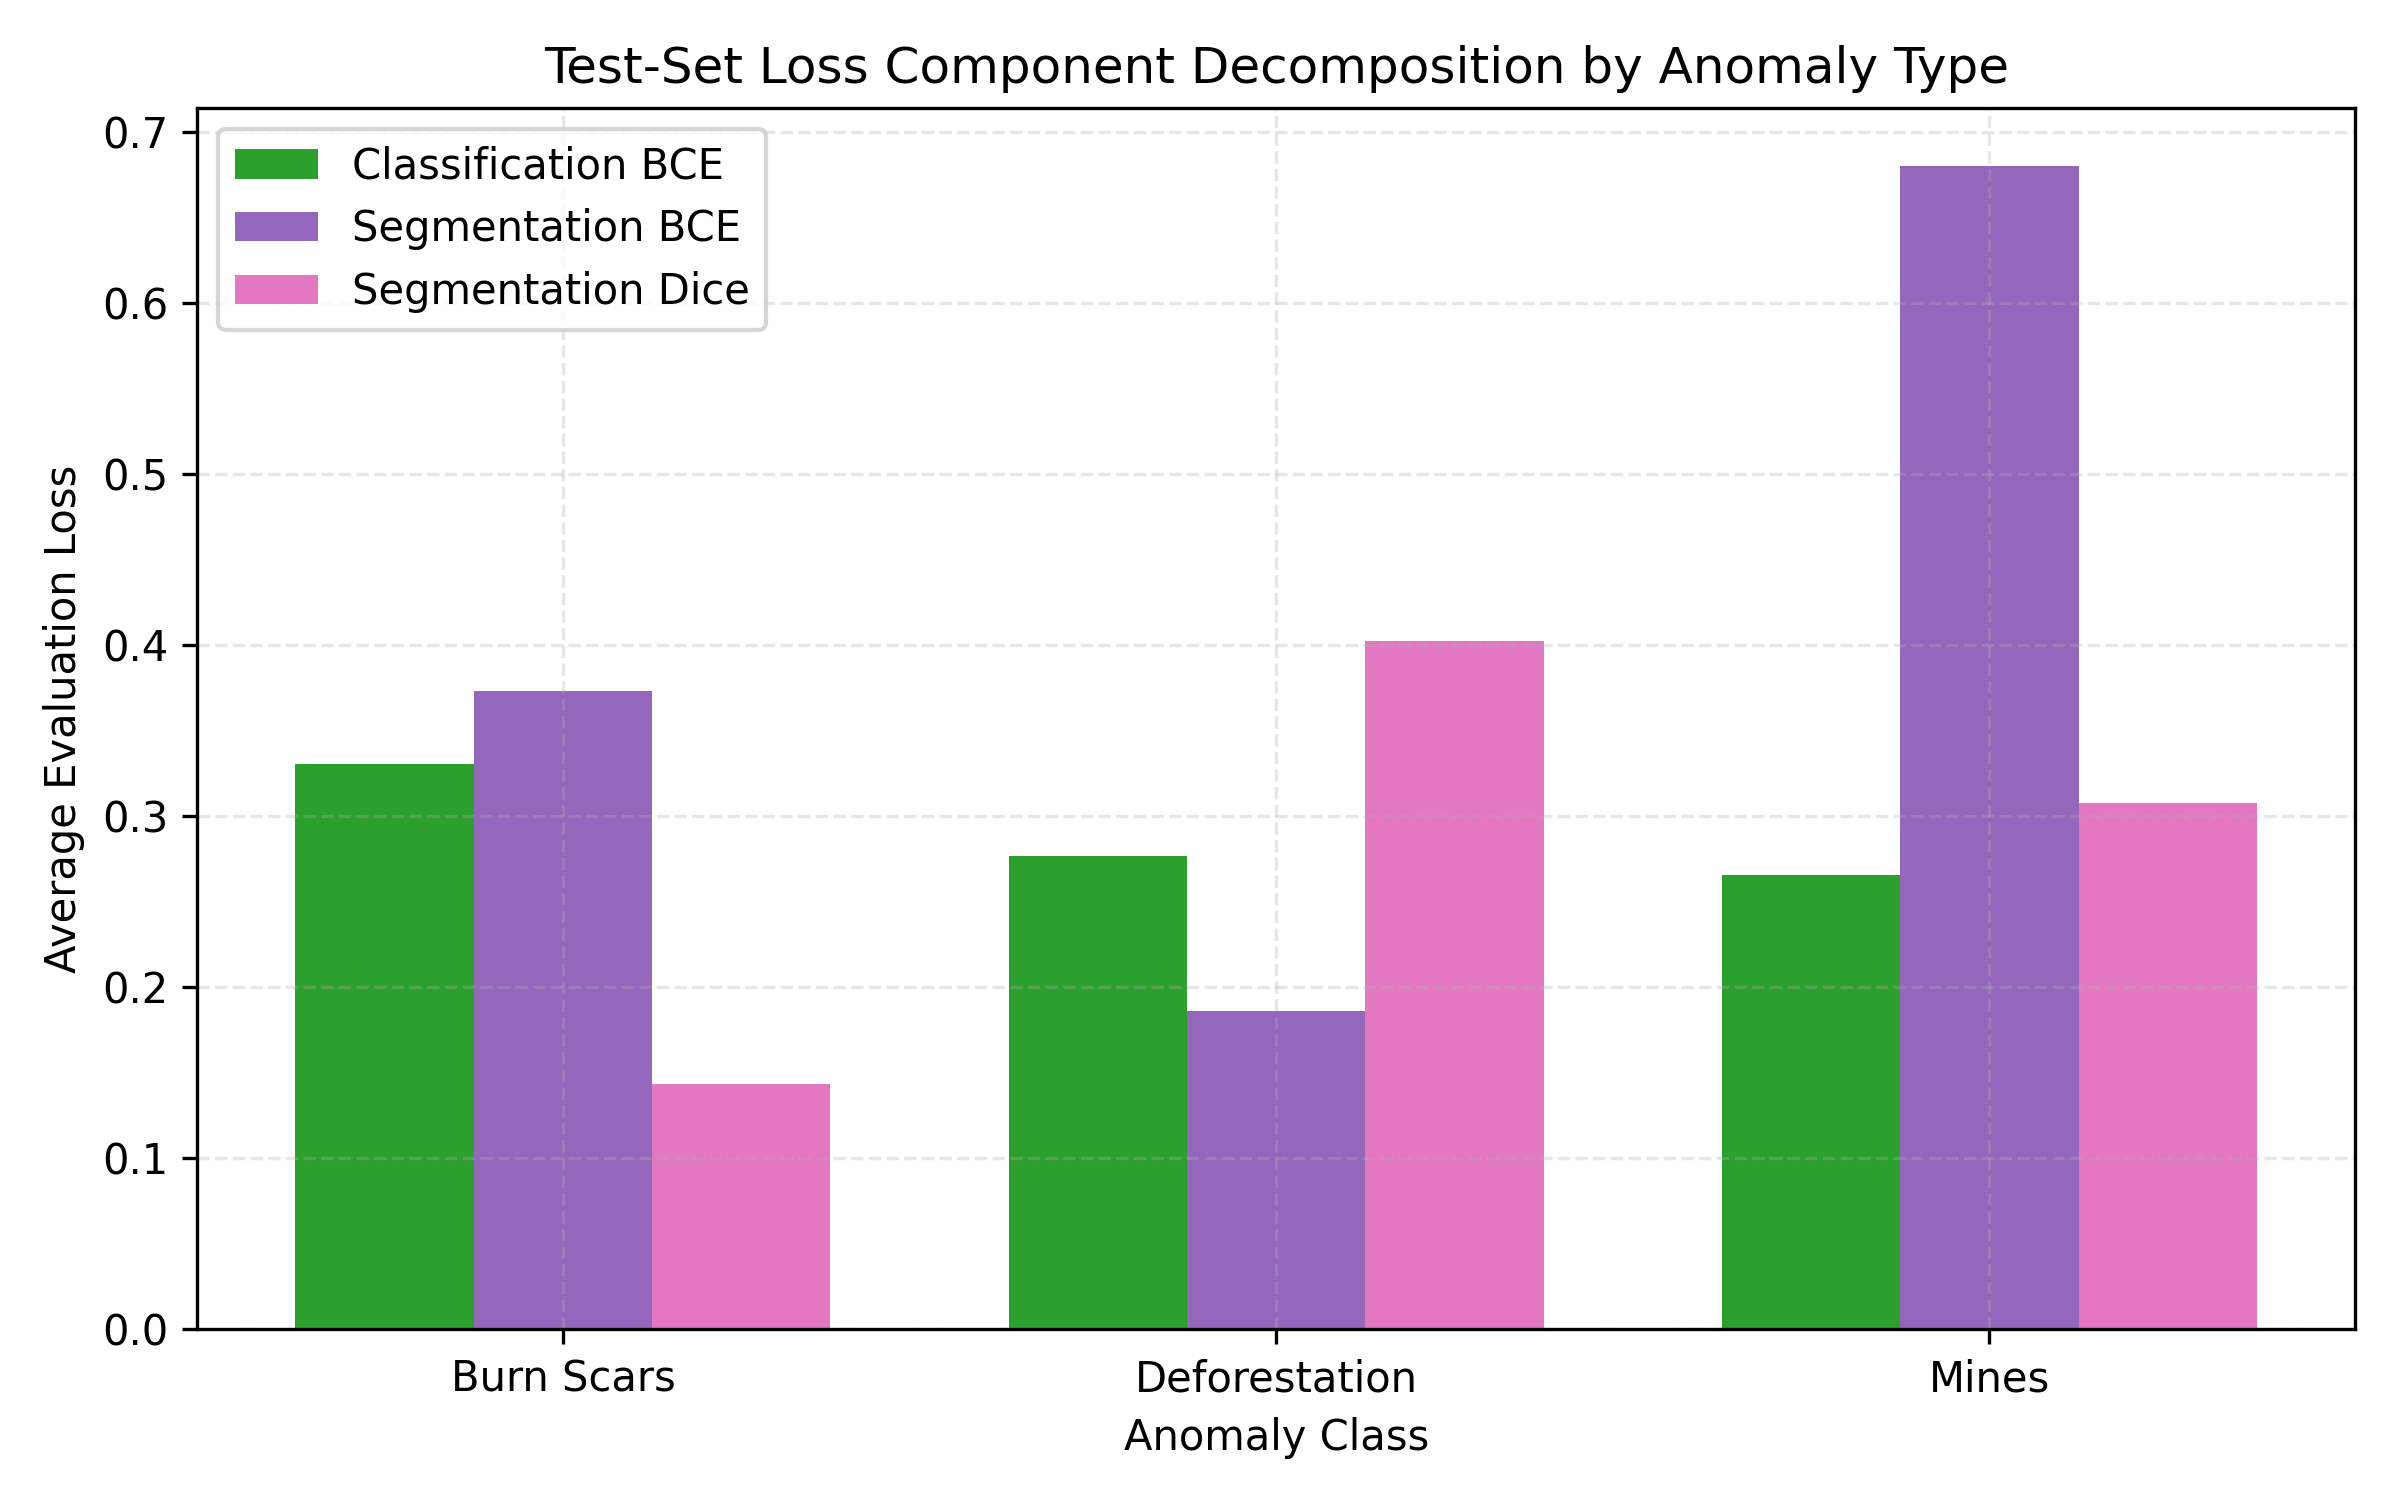 Test-Set Loss Component Decomposition by Anomaly Type
Classification BCE
Segmentation BCE
Segmentation Dice
Average Evaluation Loss
0.7
0.6
0.5
0.4
0.3
0.2
0.1
0.0
Burn Scars
Deforestation
Mines
Anomaly Class